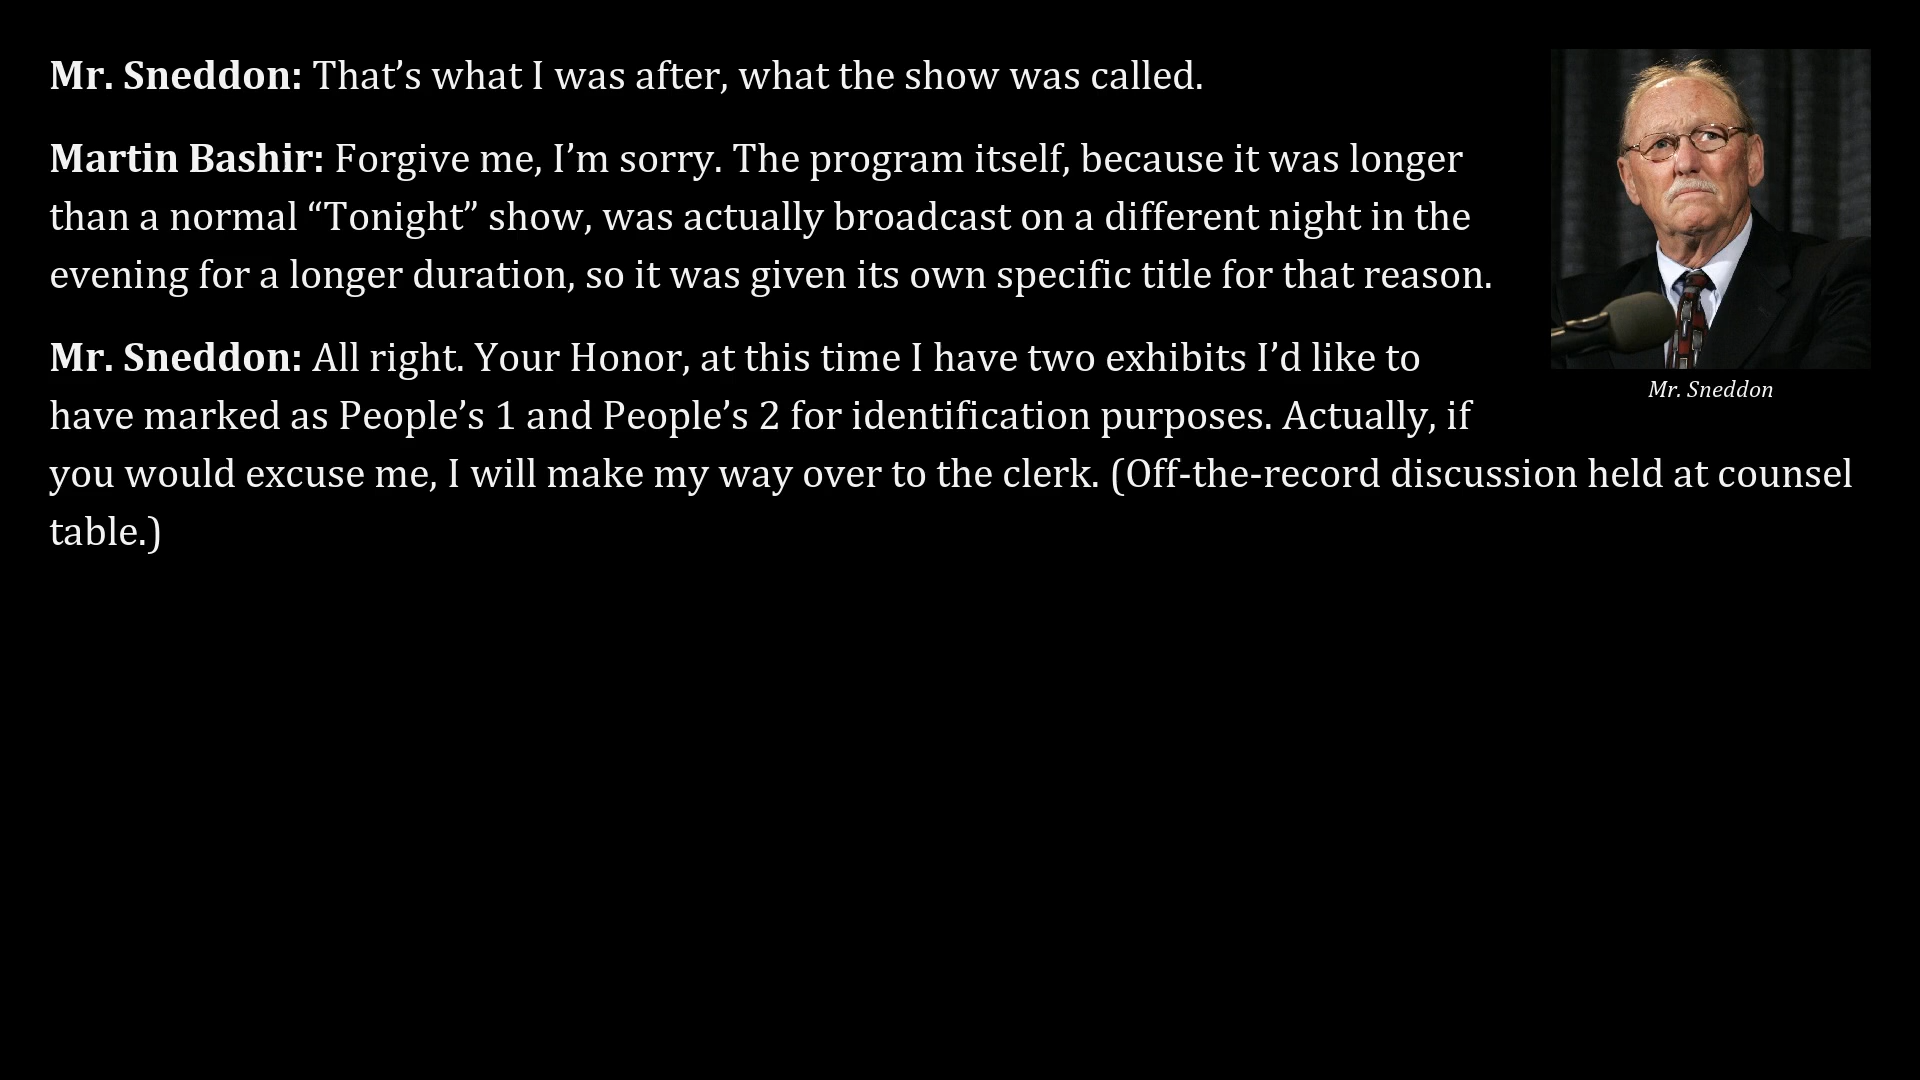 Mr. Sneddon: That’s what I was after, what the show was called.
Martin Bashir: Forgive me, I’m sorry. The program itself, because it was longer
than a normal “Tonight” show, was actually broadcast on a different night in the
evening for a longer duration, so it was given its own specific title for that reason.
Mr. Sneddon: All right. Your Honor, at this time I have two exhibits I’d like to
have marked as People’s 1 and People’s 2 for identification purposes. Actually, if
you would excuse me, I will make my way over to the clerk. (Off-the-record discussion held at counsel
table.)
Mr. Sneddon